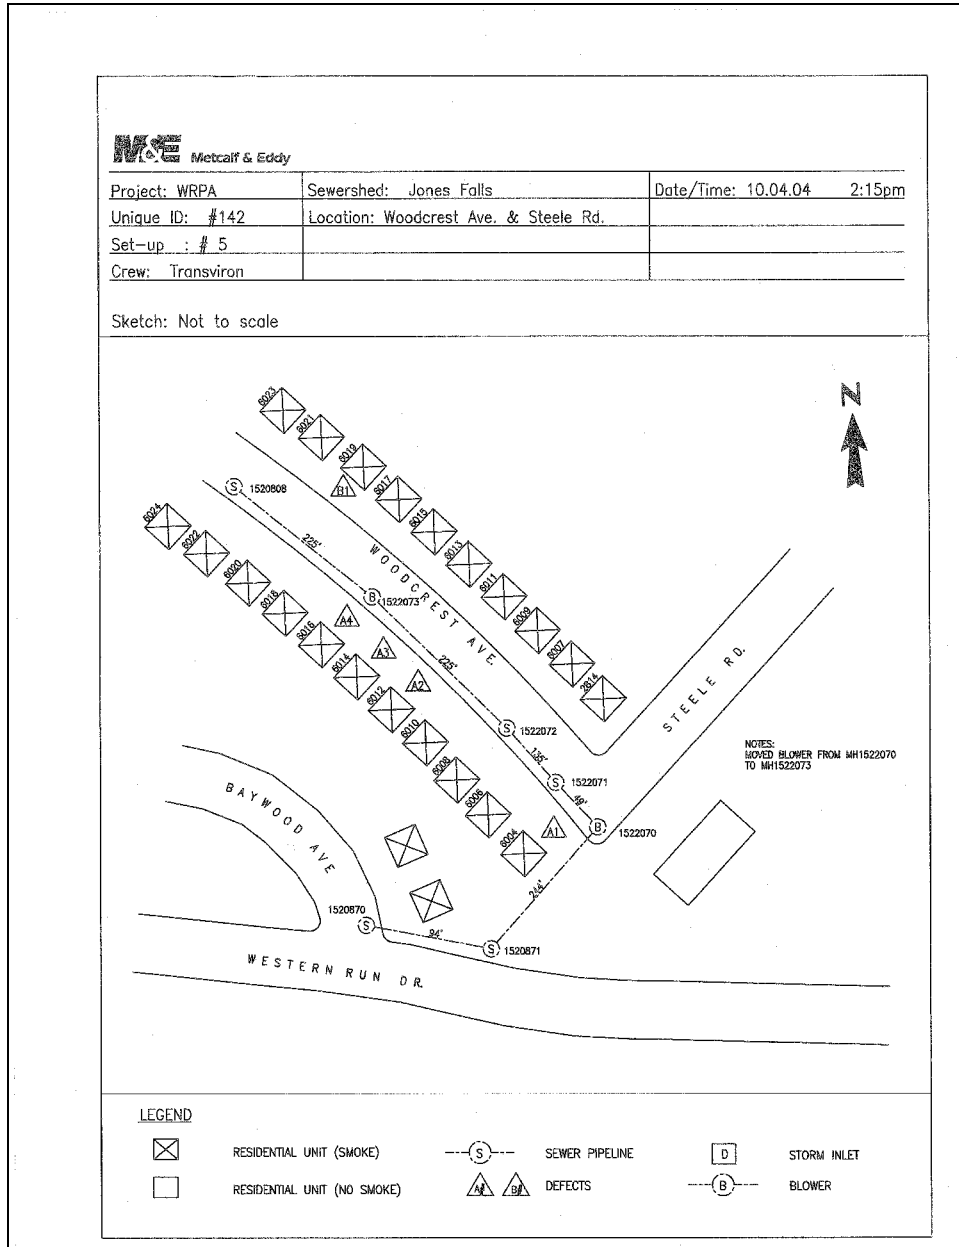 M&E Metcalf & Eddy
Project: WRPA
Sewershed: Jones Falls
Date/Time: 10.04.04 2:15pm
Unique ID: #142
Location: Woodcrest Ave. & Steele Rd.
Set-up : # 5
Crew: Transviron
Sketch: Not to scale
N
6023
6021
6019
6017
6015
6013
6011
6009
6007
2814
B1
S 1520808
225'
WOODCREST AVE.
B 1522073
225'
S 1522072
135'
S 1522071
49'
B 1522070
STEELE RD.
6024
6022
6020
6018
6016
6014
6012
6010
6008
6006
6004
A4
A3
A2
A1
NOTES:
MOVED BLOWER FROM MH1522070
TO MH1522073
BAYWOOD AVE
244'
1520870
S
94'
S 1520871
WESTERN RUN DR.
LEGEND
RESIDENTIAL UNIT (SMOKE)
S SEWER PIPELINE
D STORM INLET
RESIDENTIAL UNIT (NO SMOKE)
A# B# DEFECTS
B BLOWER